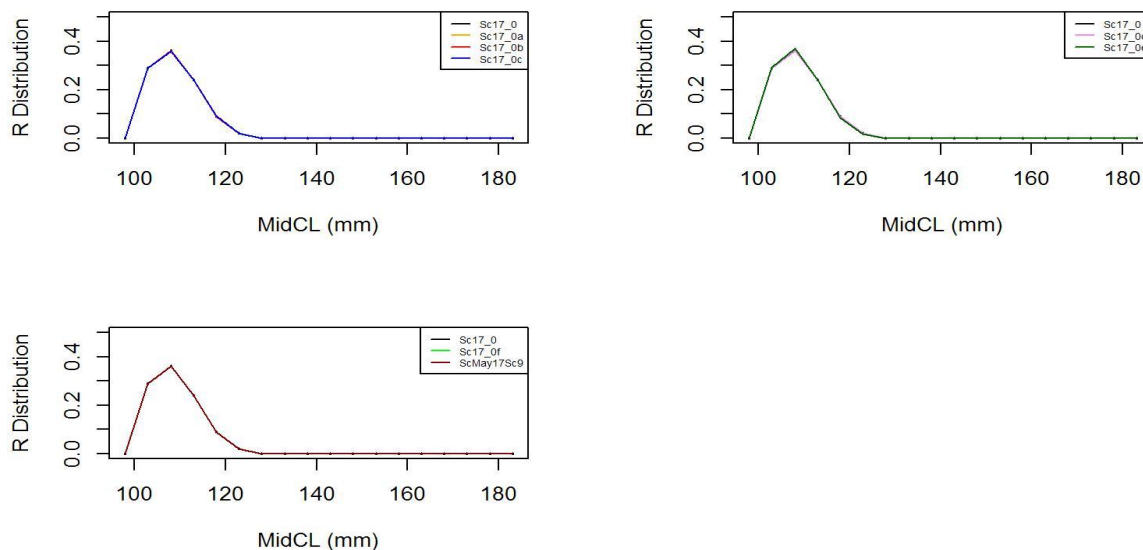 R Distribution
0.0 0.2 0.4
Sc17_0
Sc17_0a
Sc17_0b
Sc17_0c
100 120 140 160 180
MidCL (mm)
R Distribution
0.0 0.2 0.4
Sc17_0
100 120 140 160 180
MidCL (mm)
R Distribution
0.0 0.2 0.4
Sc17_0
Sc17_0f
ScMay17Sc9
100 120 140 160 180
MidCL (mm)